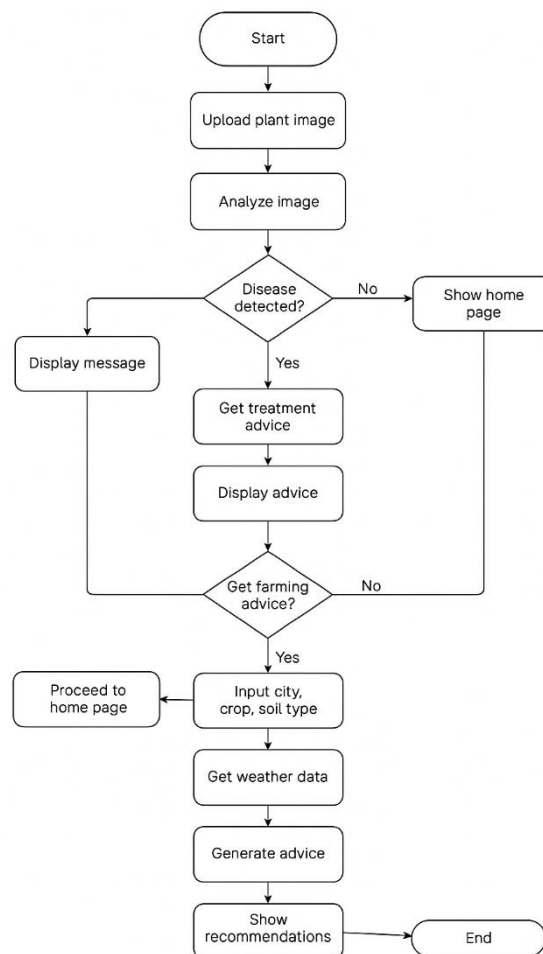 Start
Upload plant image
Analyze image
Disease
detected?
No
Show home
page
Display message
Yes
Get treatment
advice
Display advice
Get farming
advice?
No
Yes
Proceed to
home page
Input city,
crop, soil type
Get weather data
Generate advice
Show
recommendations
End